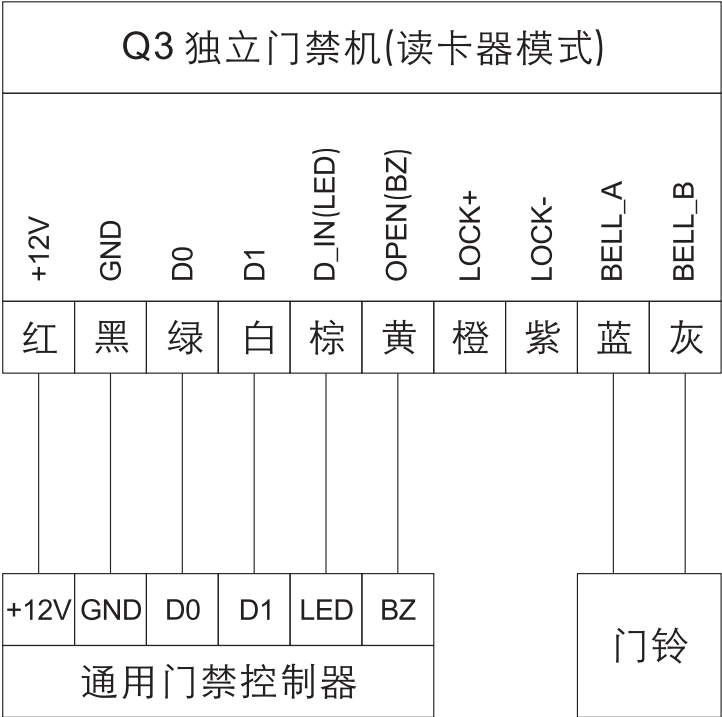 Q3 独立门禁机(读卡器模式)
+12V GND D0 D1 D_IN(LED) OPEN(BZ) LOCK+ LOCK- BELL_A BELL_B
红 黑 绿 白 棕 黄 橙 紫 蓝 灰
+12V GND D0 D1 LED BZ
通用门禁控制器
门铃